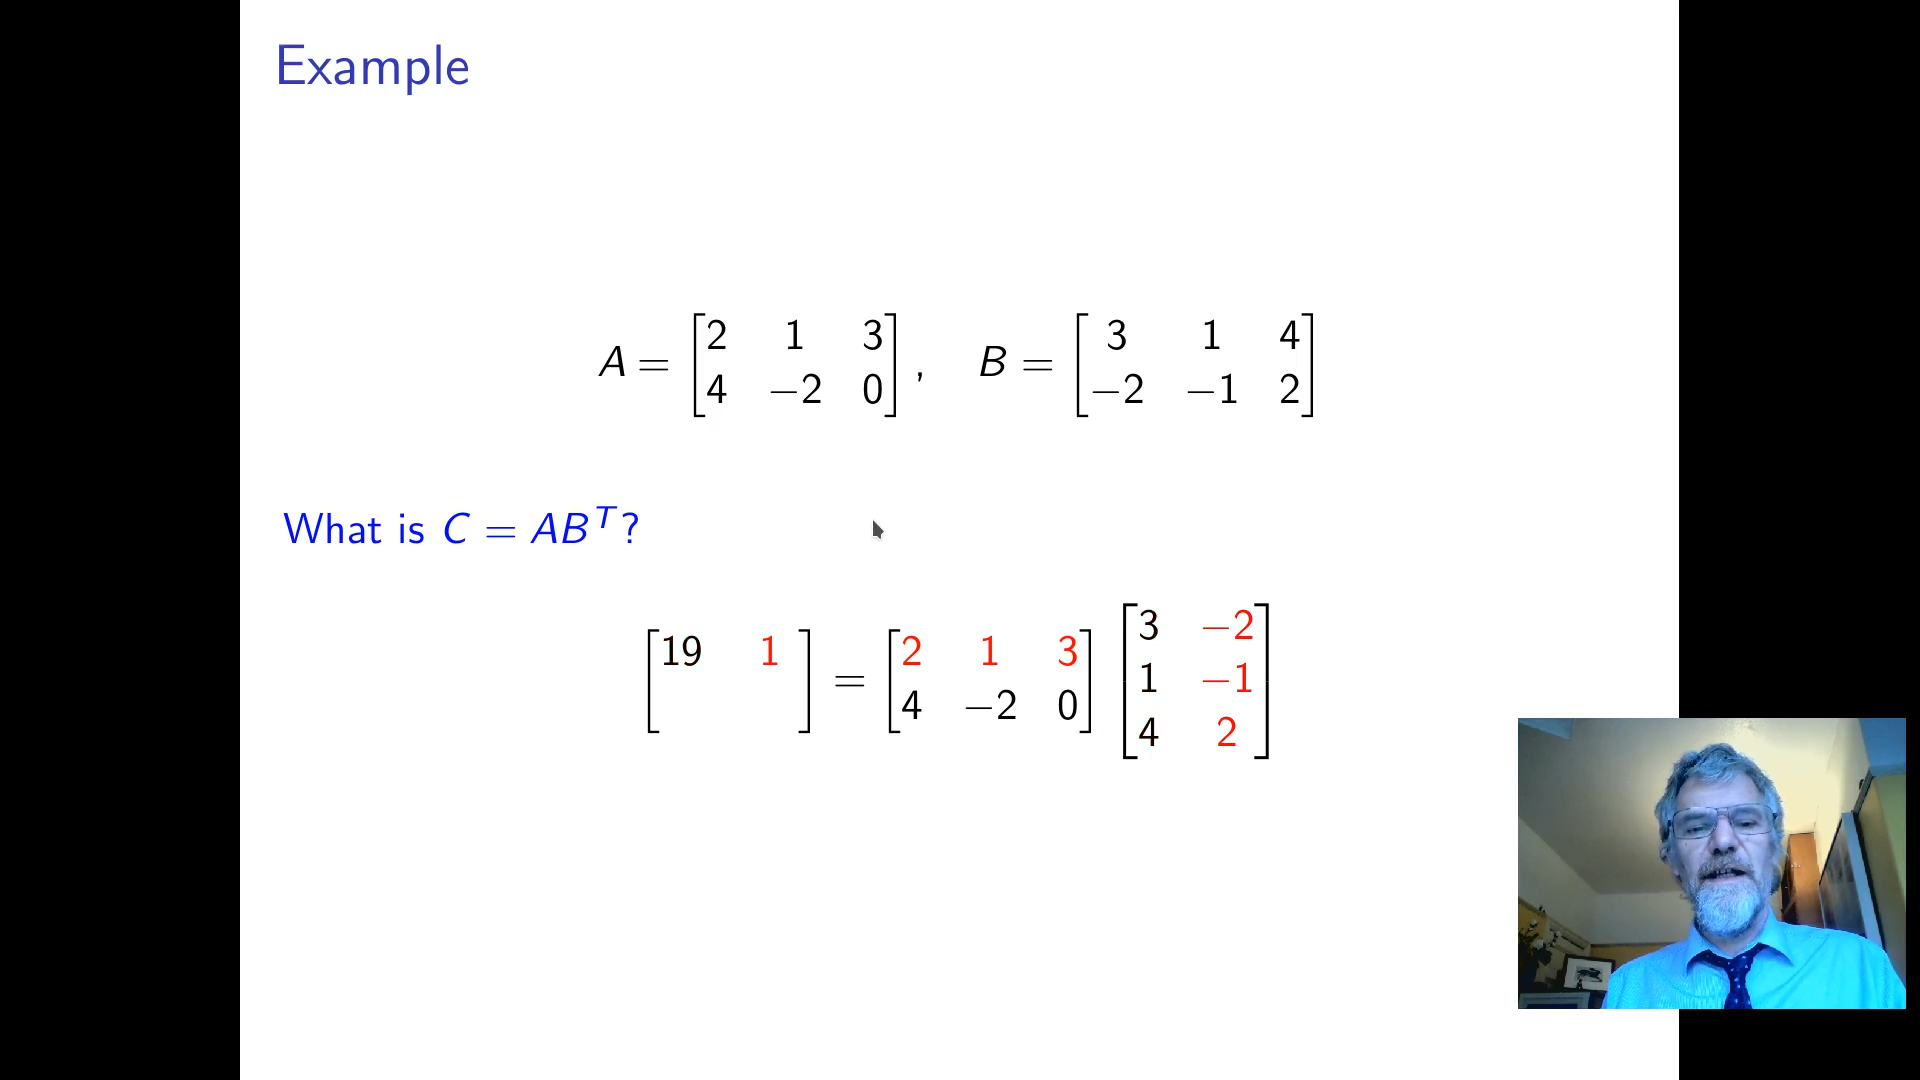 Example
A = [2 1 3
4 −2 0] , B = [3 1 4
−2 −1 2]
What is C = AB^T?
[19 1 ] = [2 1 3
4 −2 0] [3 −2
1 −1
4 2]